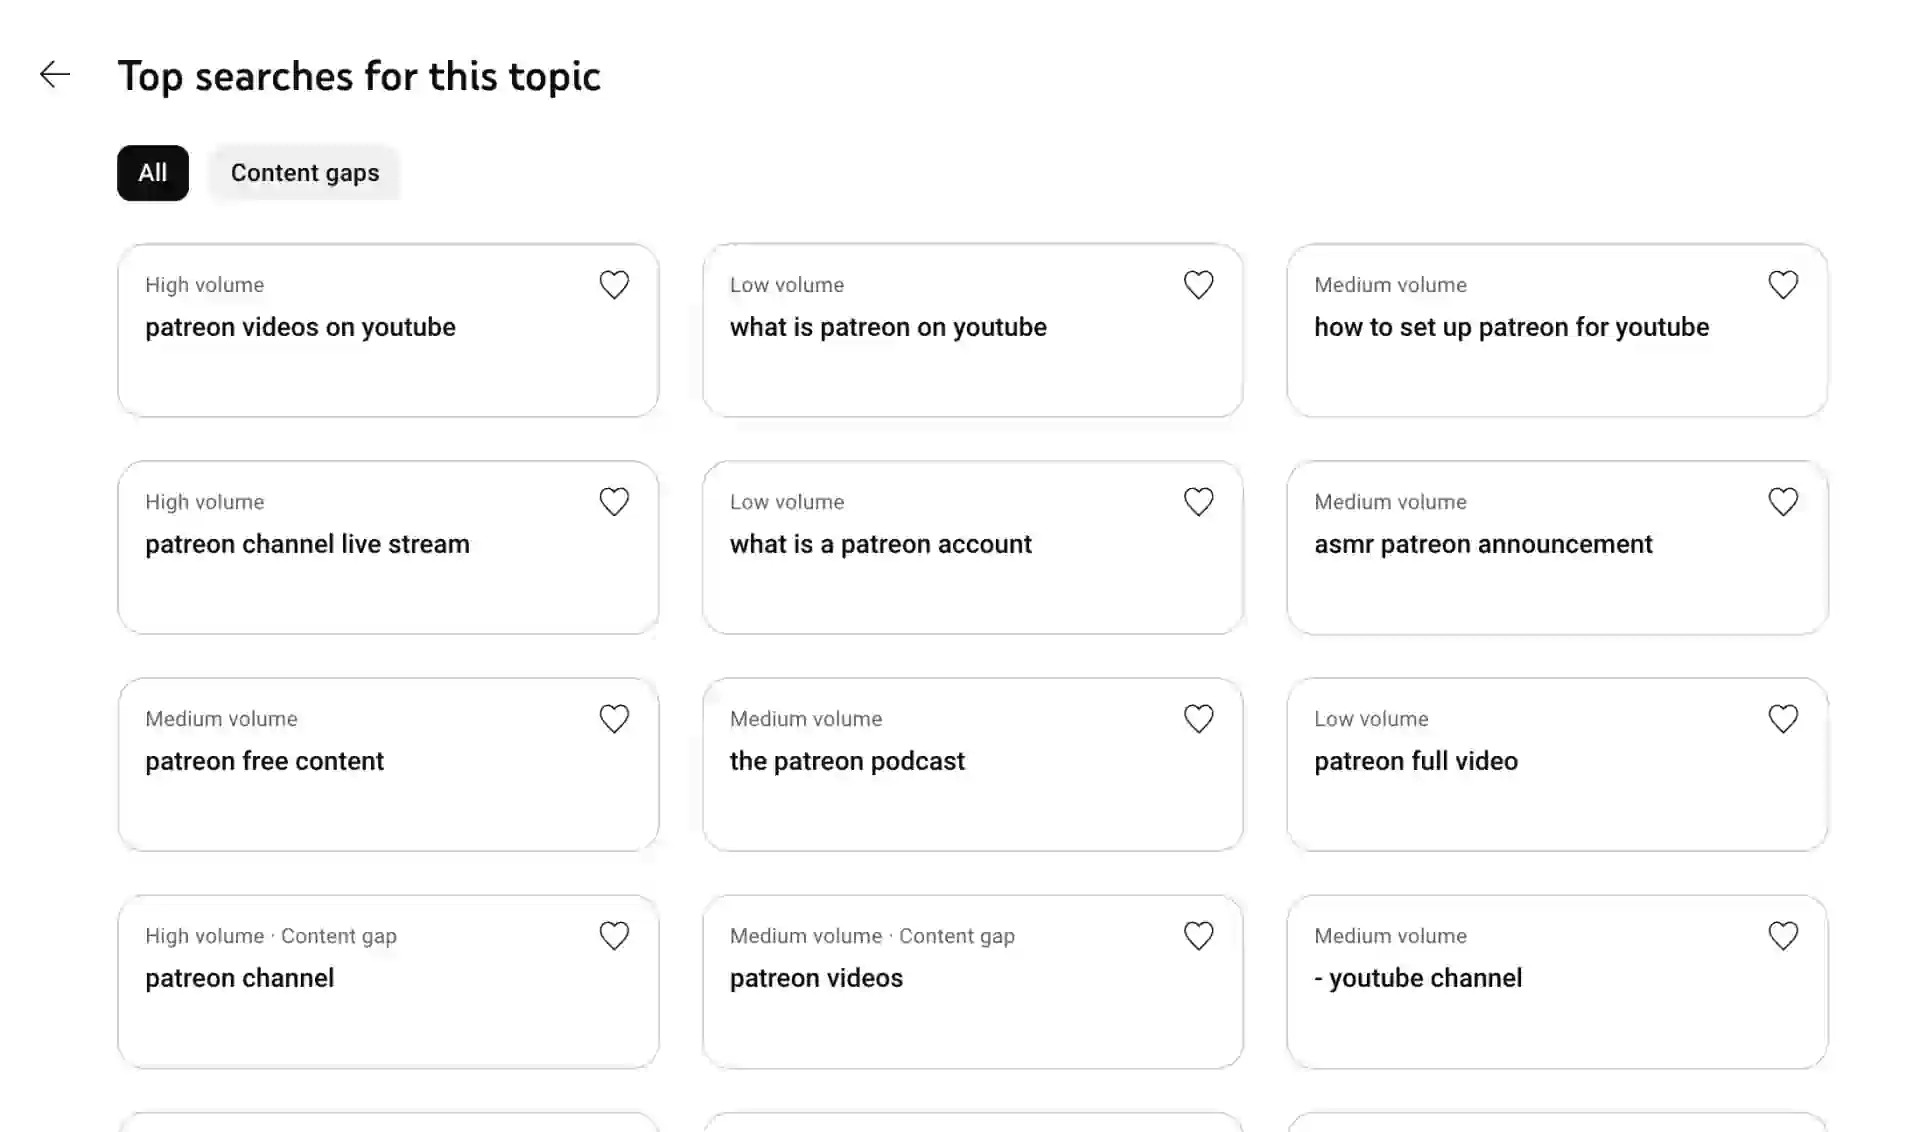 Top searches for this topic
All
Content gaps
High volume
patreon videos on youtube
Low volume
what is patreon on youtube
Medium volume
how to set up patreon for youtube
High volume
patreon channel live stream
Low volume
what is a patreon account
Medium volume
asmr patreon announcement
Medium volume
patreon free content
Medium volume
the patreon podcast
Low volume
patreon full video
High volume · Content gap
patreon channel
Medium volume · Content gap
patreon videos
Medium volume
- youtube channel